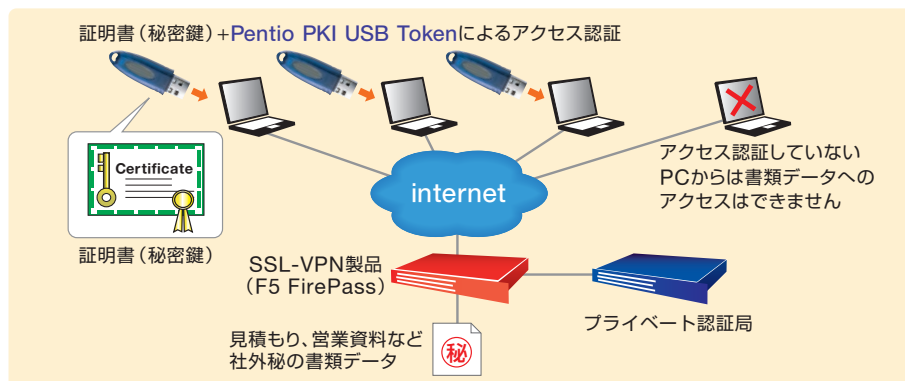 証明書(秘密鍵)+Pentio PKI USB Tokenによるアクセス認証
Certificate
証明書(秘密鍵)
internet
アクセス認証していない
PCからは書類データへの
アクセスはできません
SSL-VPN製品
(F5 FirePass)
プライベート認証局
見積もり、営業資料など
社外秘の書類データ
秘